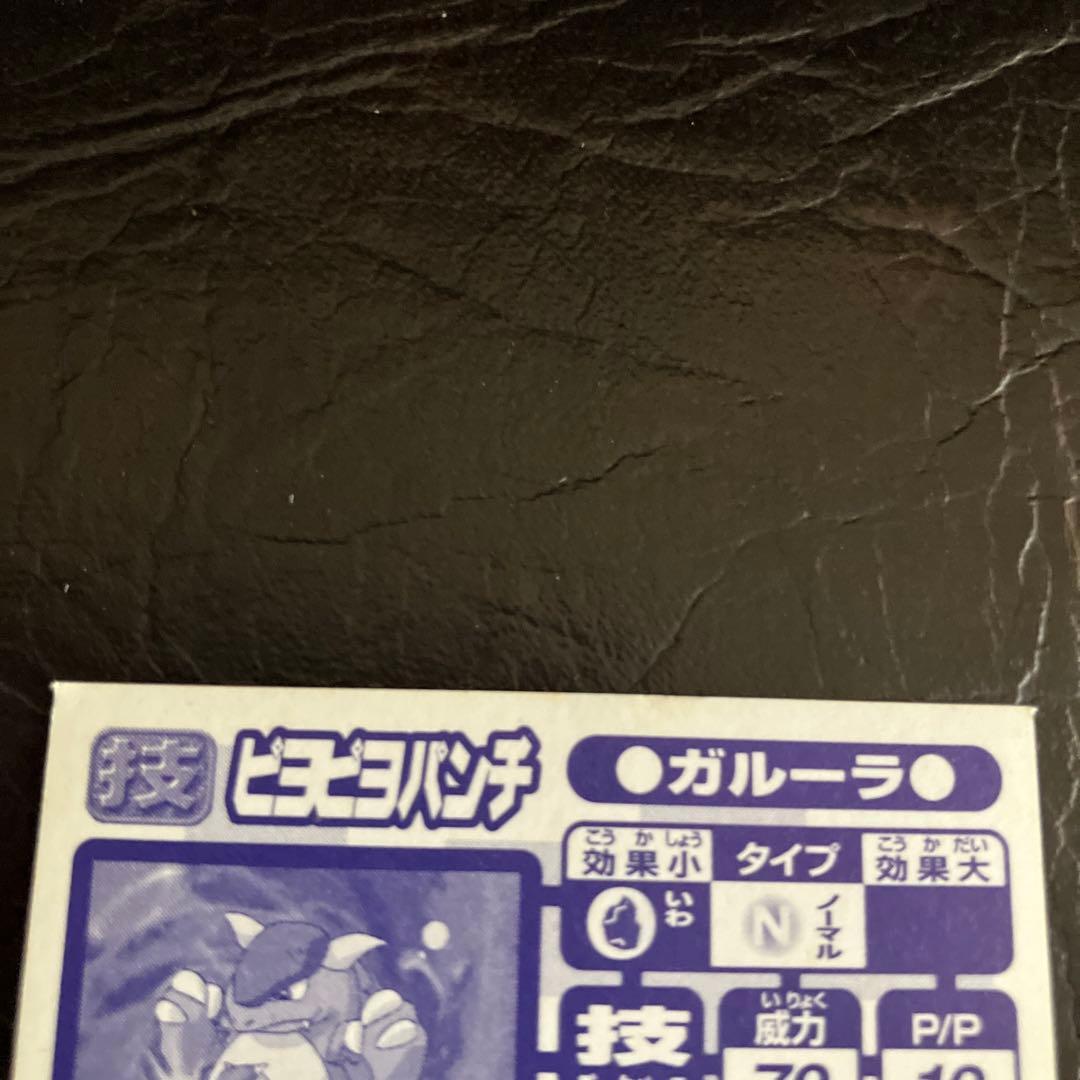 技 ピヨピヨパンチ
●ガルーラ●
こうかしょう
効果小
タイプ
こうかだい
効果大
いわ
N ノーマル
技
いりょく
威力
P/P
70
10